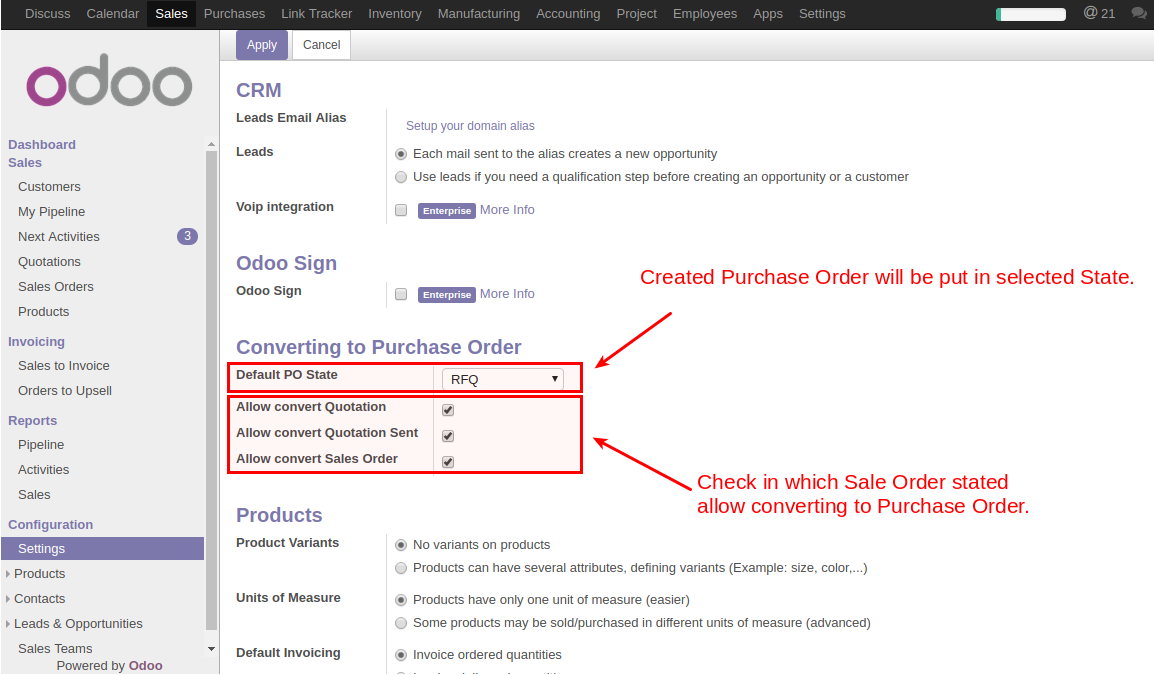 Discuss Calendar Sales Purchases Link Tracker Inventory Manufacturing Accounting Project Employees Apps Settings @ 21
odoo
Dashboard
Sales
Customers
My Pipeline
Next Activities 3
Quotations
Sales Orders
Products
Invoicing
Sales to Invoice
Orders to Upsell
Reports
Pipeline
Activities
Sales
Configuration
Settings
Products
Contacts
Leads & Opportunities
Sales Teams
Powered by Odoo
Apply Cancel
CRM
Leads Email Alias
Setup your domain alias
Leads
Each mail sent to the alias creates a new opportunity
Use leads if you need a qualification step before creating an opportunity or a customer
Voip integration
Enterprise More Info
Odoo Sign
Odoo Sign
Enterprise More Info
Created Purchase Order will be put in selected State.
Converting to Purchase Order
Default PO State
RFQ
Allow convert Quotation
Allow convert Quotation Sent
Allow convert Sales Order
Check in which Sale Order stated
allow converting to Purchase Order.
Products
Product Variants
No variants on products
Products can have several attributes, defining variants (Example: size, color,...)
Units of Measure
Products have only one unit of measure (easier)
Some products may be sold/purchased in different units of measure (advanced)
Default Invoicing
Invoice ordered quantities